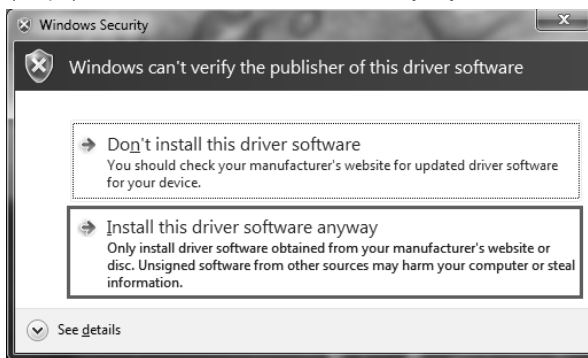 Windows Security
Windows can't verify the publisher of this driver software
Don't install this driver software
You should check your manufacturer's website for updated driver software
for your device.
Install this driver software anyway
Only install driver software obtained from your manufacturer's website or
disc. Unsigned software from other sources may harm your computer or steal
information.
See details